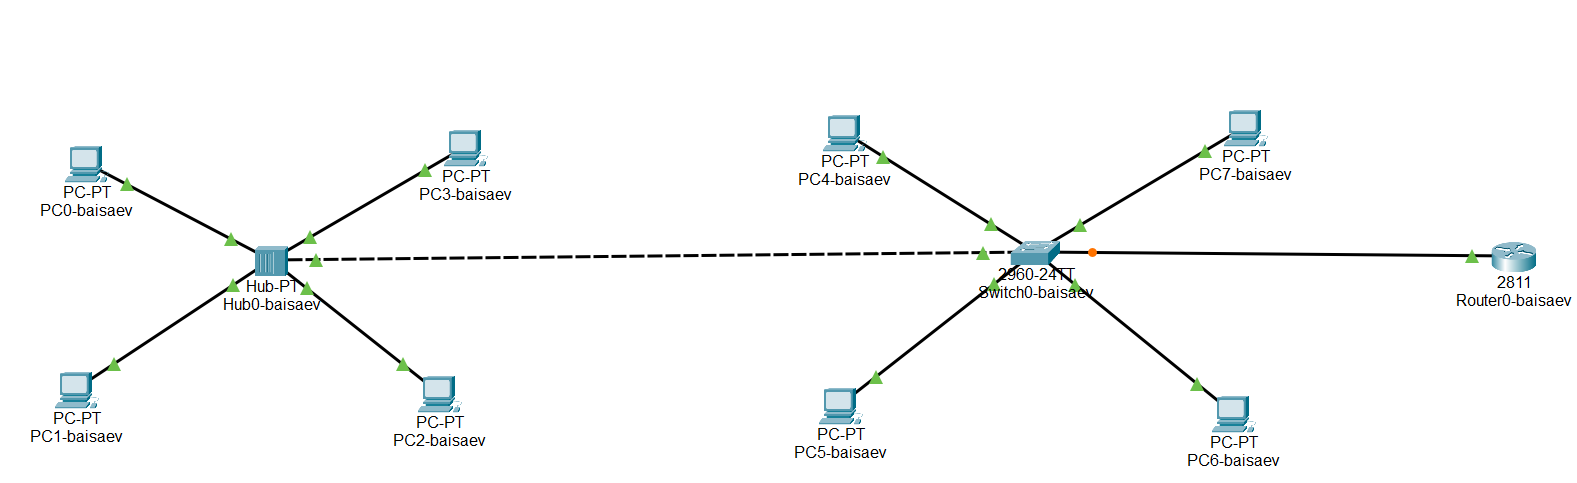 PC-PT
PC0-baisaev
PC-PT
PC3-baisaev
PC-PT
PC4-baisaev
PC-PT
PC7-baisaev
Hub-PT
Hub0-baisaev
2960-24TT
Switch0-baisaev
2811
Router0-baisaev
PC-PT
PC1-baisaev
PC-PT
PC2-baisaev
PC-PT
PC5-baisaev
PC-PT
PC6-baisaev